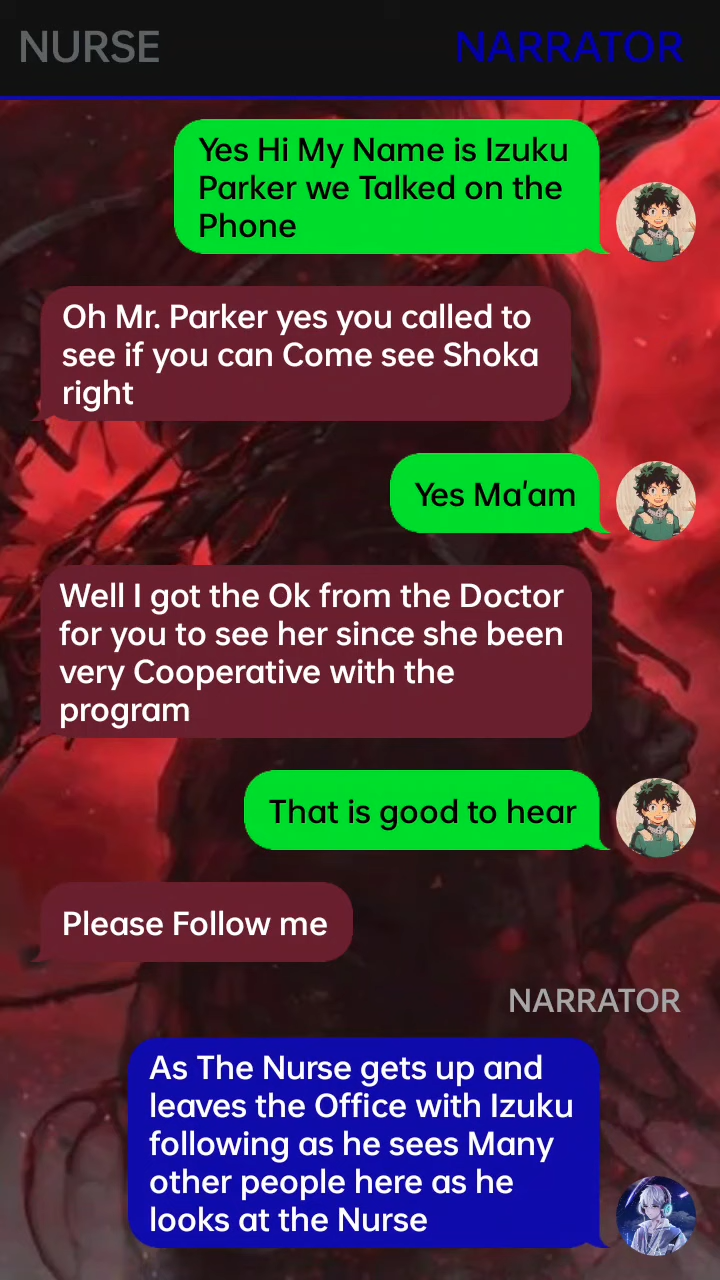 NURSE NARRATOR
Yes Hi My Name is Izuku
Parker we Talked on the
Phone
Oh Mr. Parker yes you called to
see if you can Come see Shoka
right
Yes Ma'am
Well I got the Ok from the Doctor
for you to see her since she been
very Cooperative with the
program
That is good to hear
Please Follow me
NARRATOR
As The Nurse gets up and
leaves the Office with Izuku
following as he sees Many
other people here as he
looks at the Nurse